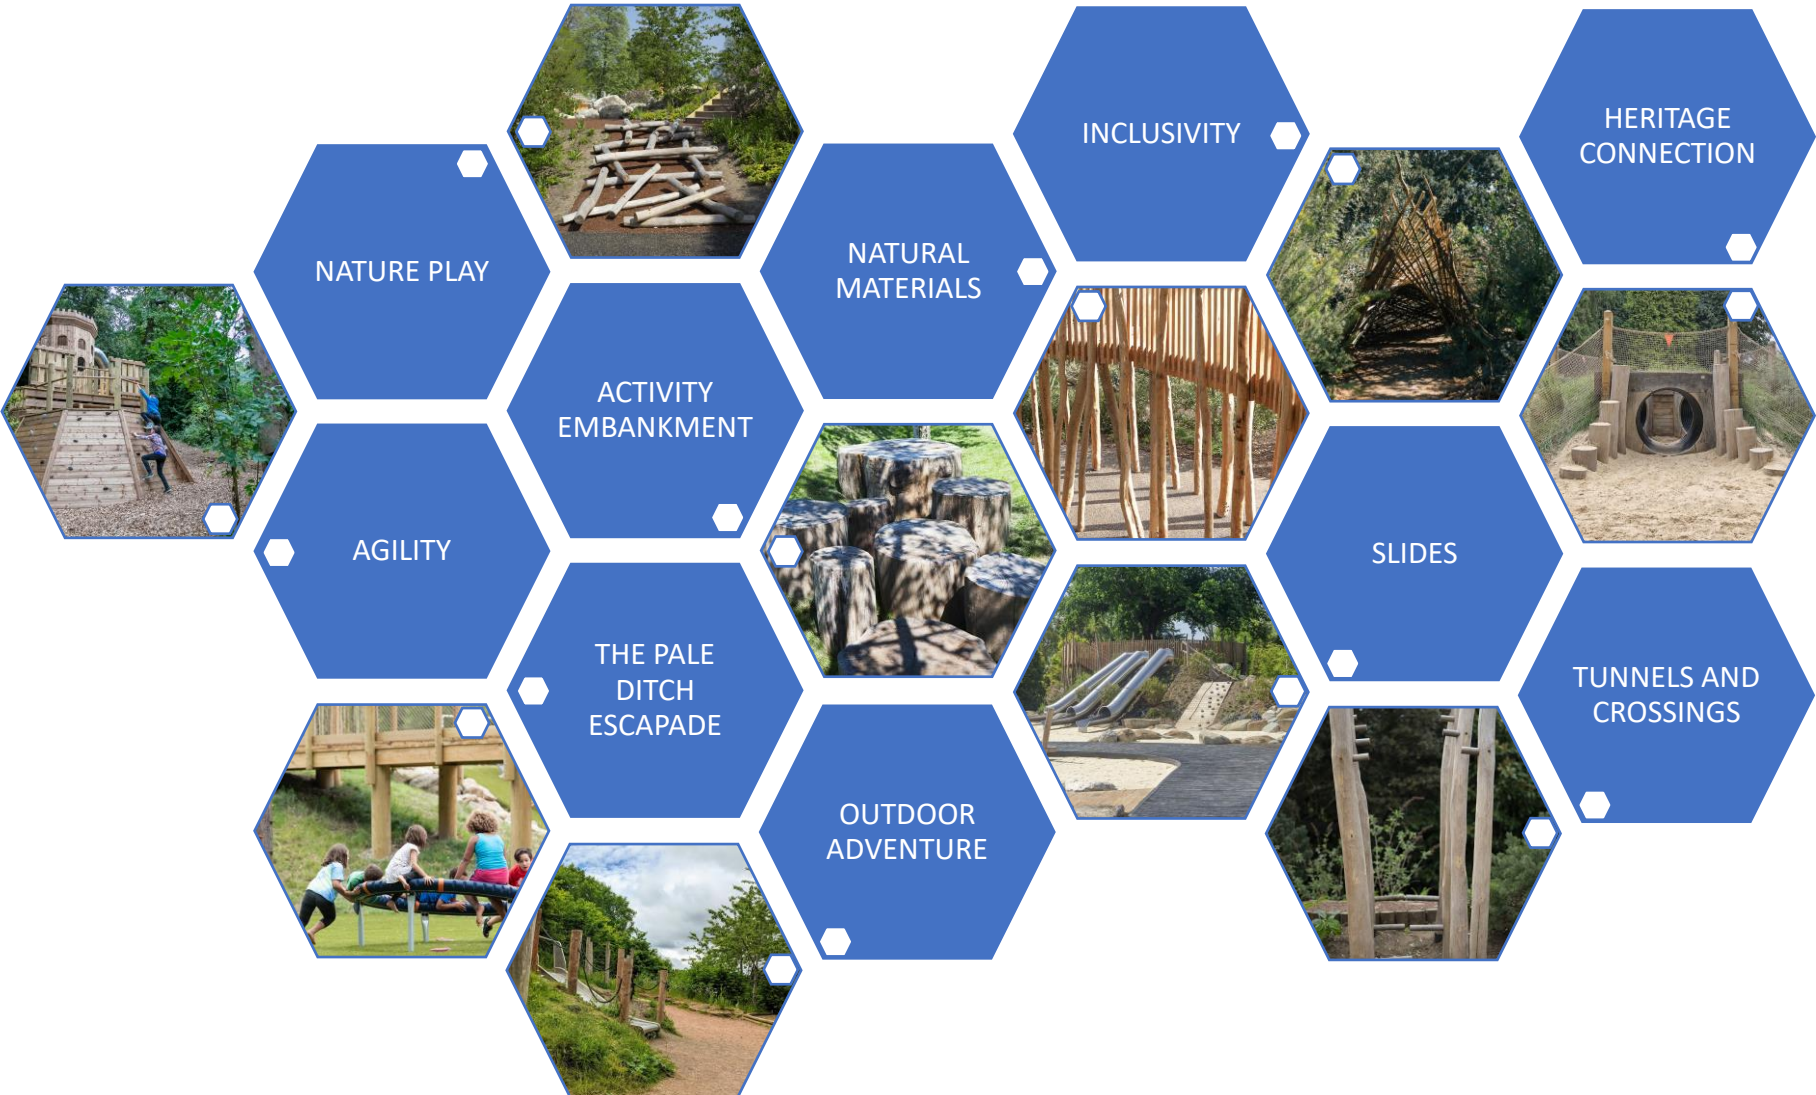 NATURE PLAY
AGILITY
ACTIVITY
EMBANKMENT
THE PALE
DITCH
ESCAPADE
NATURAL
MATERIALS
OUTDOOR
ADVENTURE
INCLUSIVITY
SLIDES
HERITAGE
CONNECTION
TUNNELS AND
CROSSINGS